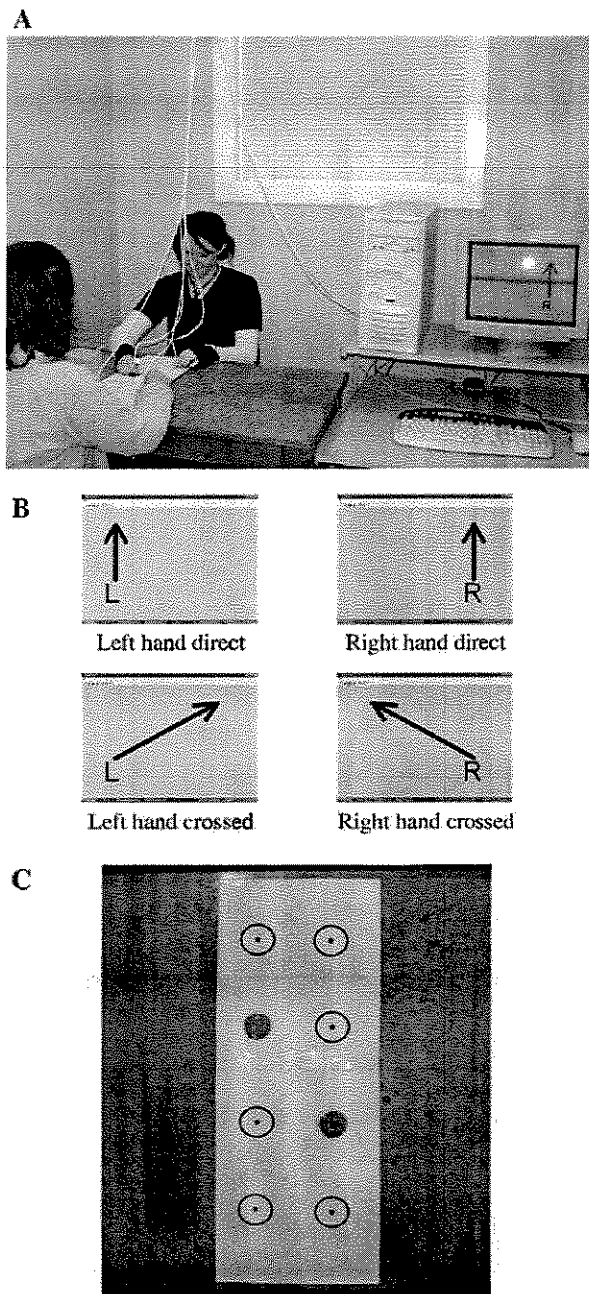 A
R
B
L
R
Left hand direct
Right hand direct
L
R
Left hand crossed
Right hand crossed
C